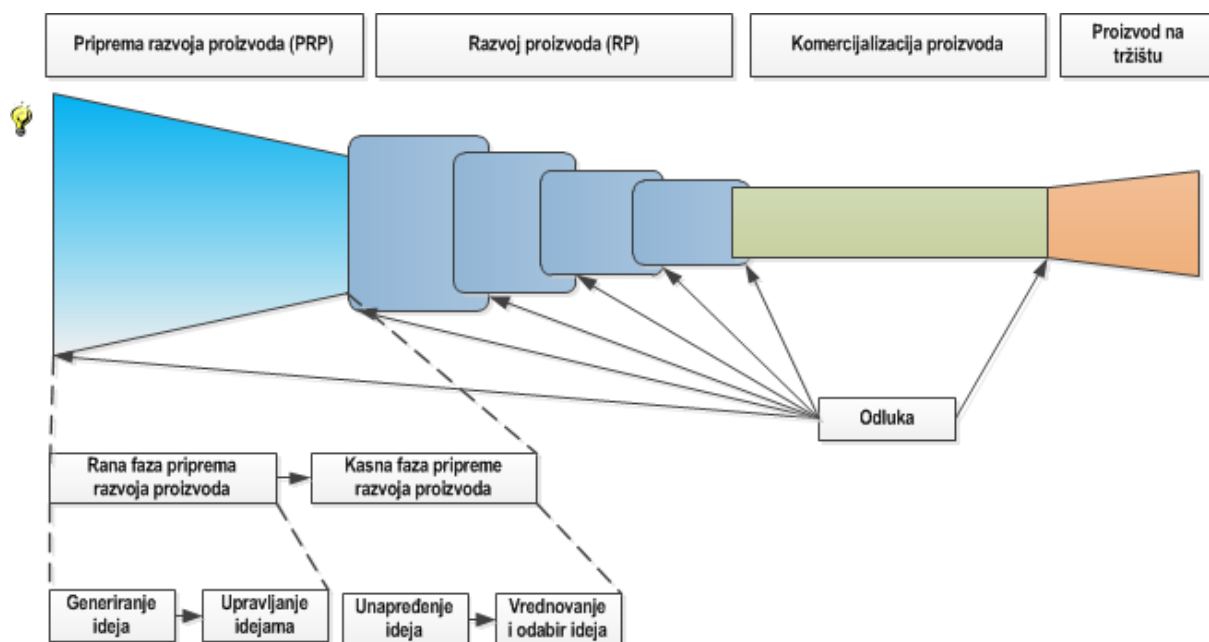 Priprema razvoja proizvoda (PRP)
Razvoj proizvoda (RP)
Komercijalizacija proizvoda
Proizvod na
tržištu
Odluka
Rana faza priprema
razvoja proizvoda
Kasna faza pripreme
razvoja proizvoda
Generiranje
ideja
Upravljanje
idejama
Unapređenje
ideja
Vrednovanje
i odabir ideja